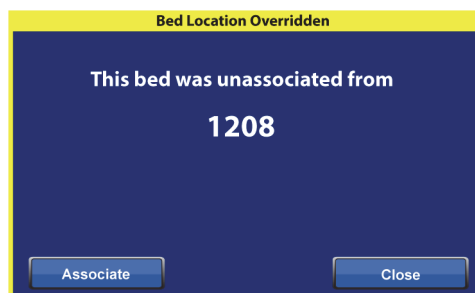 Bed Location Overridden
This bed was unassociated from
1208
Associate
Close